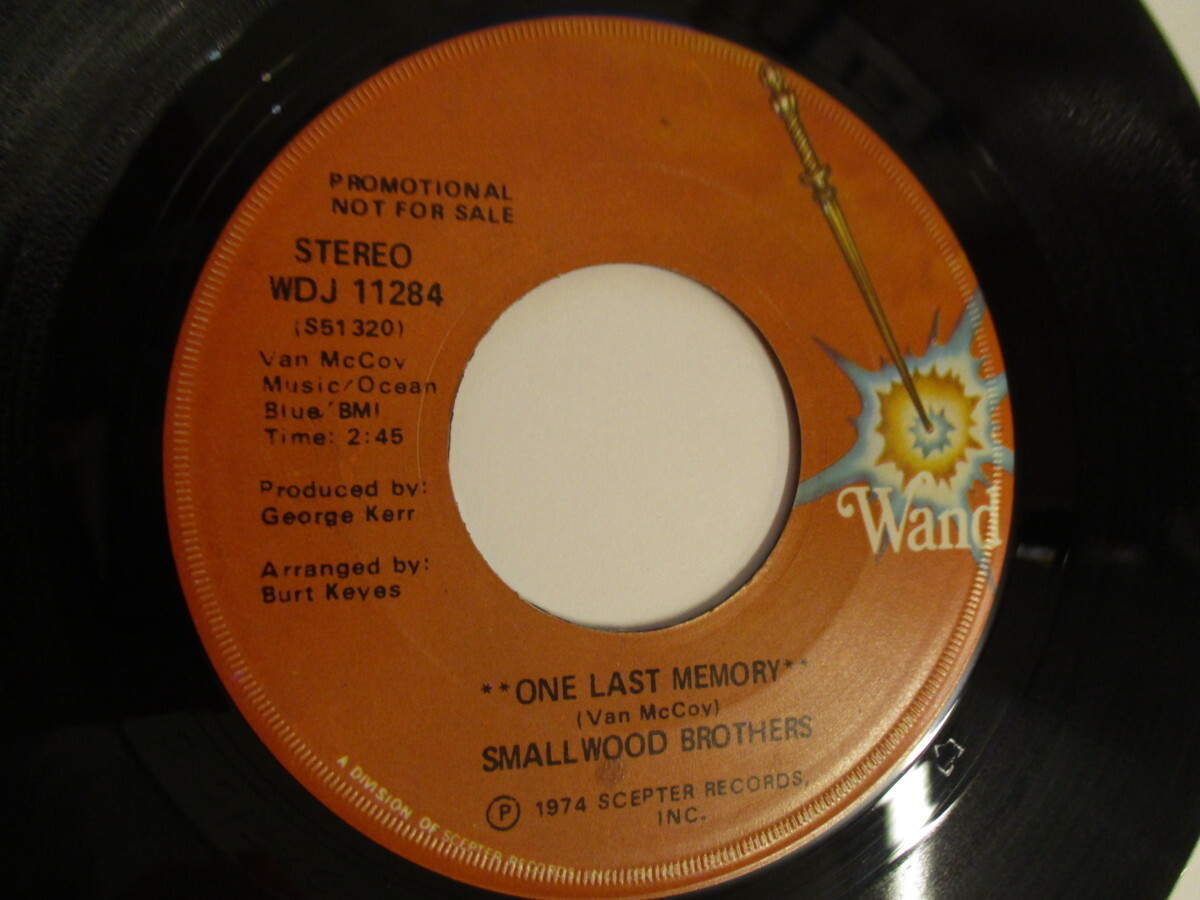 PROMOTIONAL
NOT FOR SALE
STEREO
WDJ 11284
(S51320)
Van McCoy
Music/Ocean
Blue/BMI
Time: 2:45
Produced by:
George Kerr
Arranged by:
Burt Keyes
Wand
**ONE LAST MEMORY**
(Van McCoy)
SMALLWOOD BROTHERS
Ⓟ 1974 SCEPTER RECORDS,
INC.
A DIVISION OF SCEPTER RECORDS, INC.